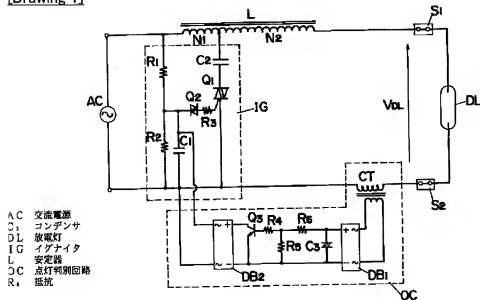 [Drawing 1]
L
N1
N2
S1
C2
R1
Q1
Q2
IG
AC
R3
VDL
DL
R2
C1
CT
S2
AC 交流電源
C₂ コンデンサ
DL 放電灯
IG イグナイタ
L 安定器
OC 点灯判別回路
R₁ 抵抗
Q3
R4
R6
R5
C3
DB2
DB1
OC